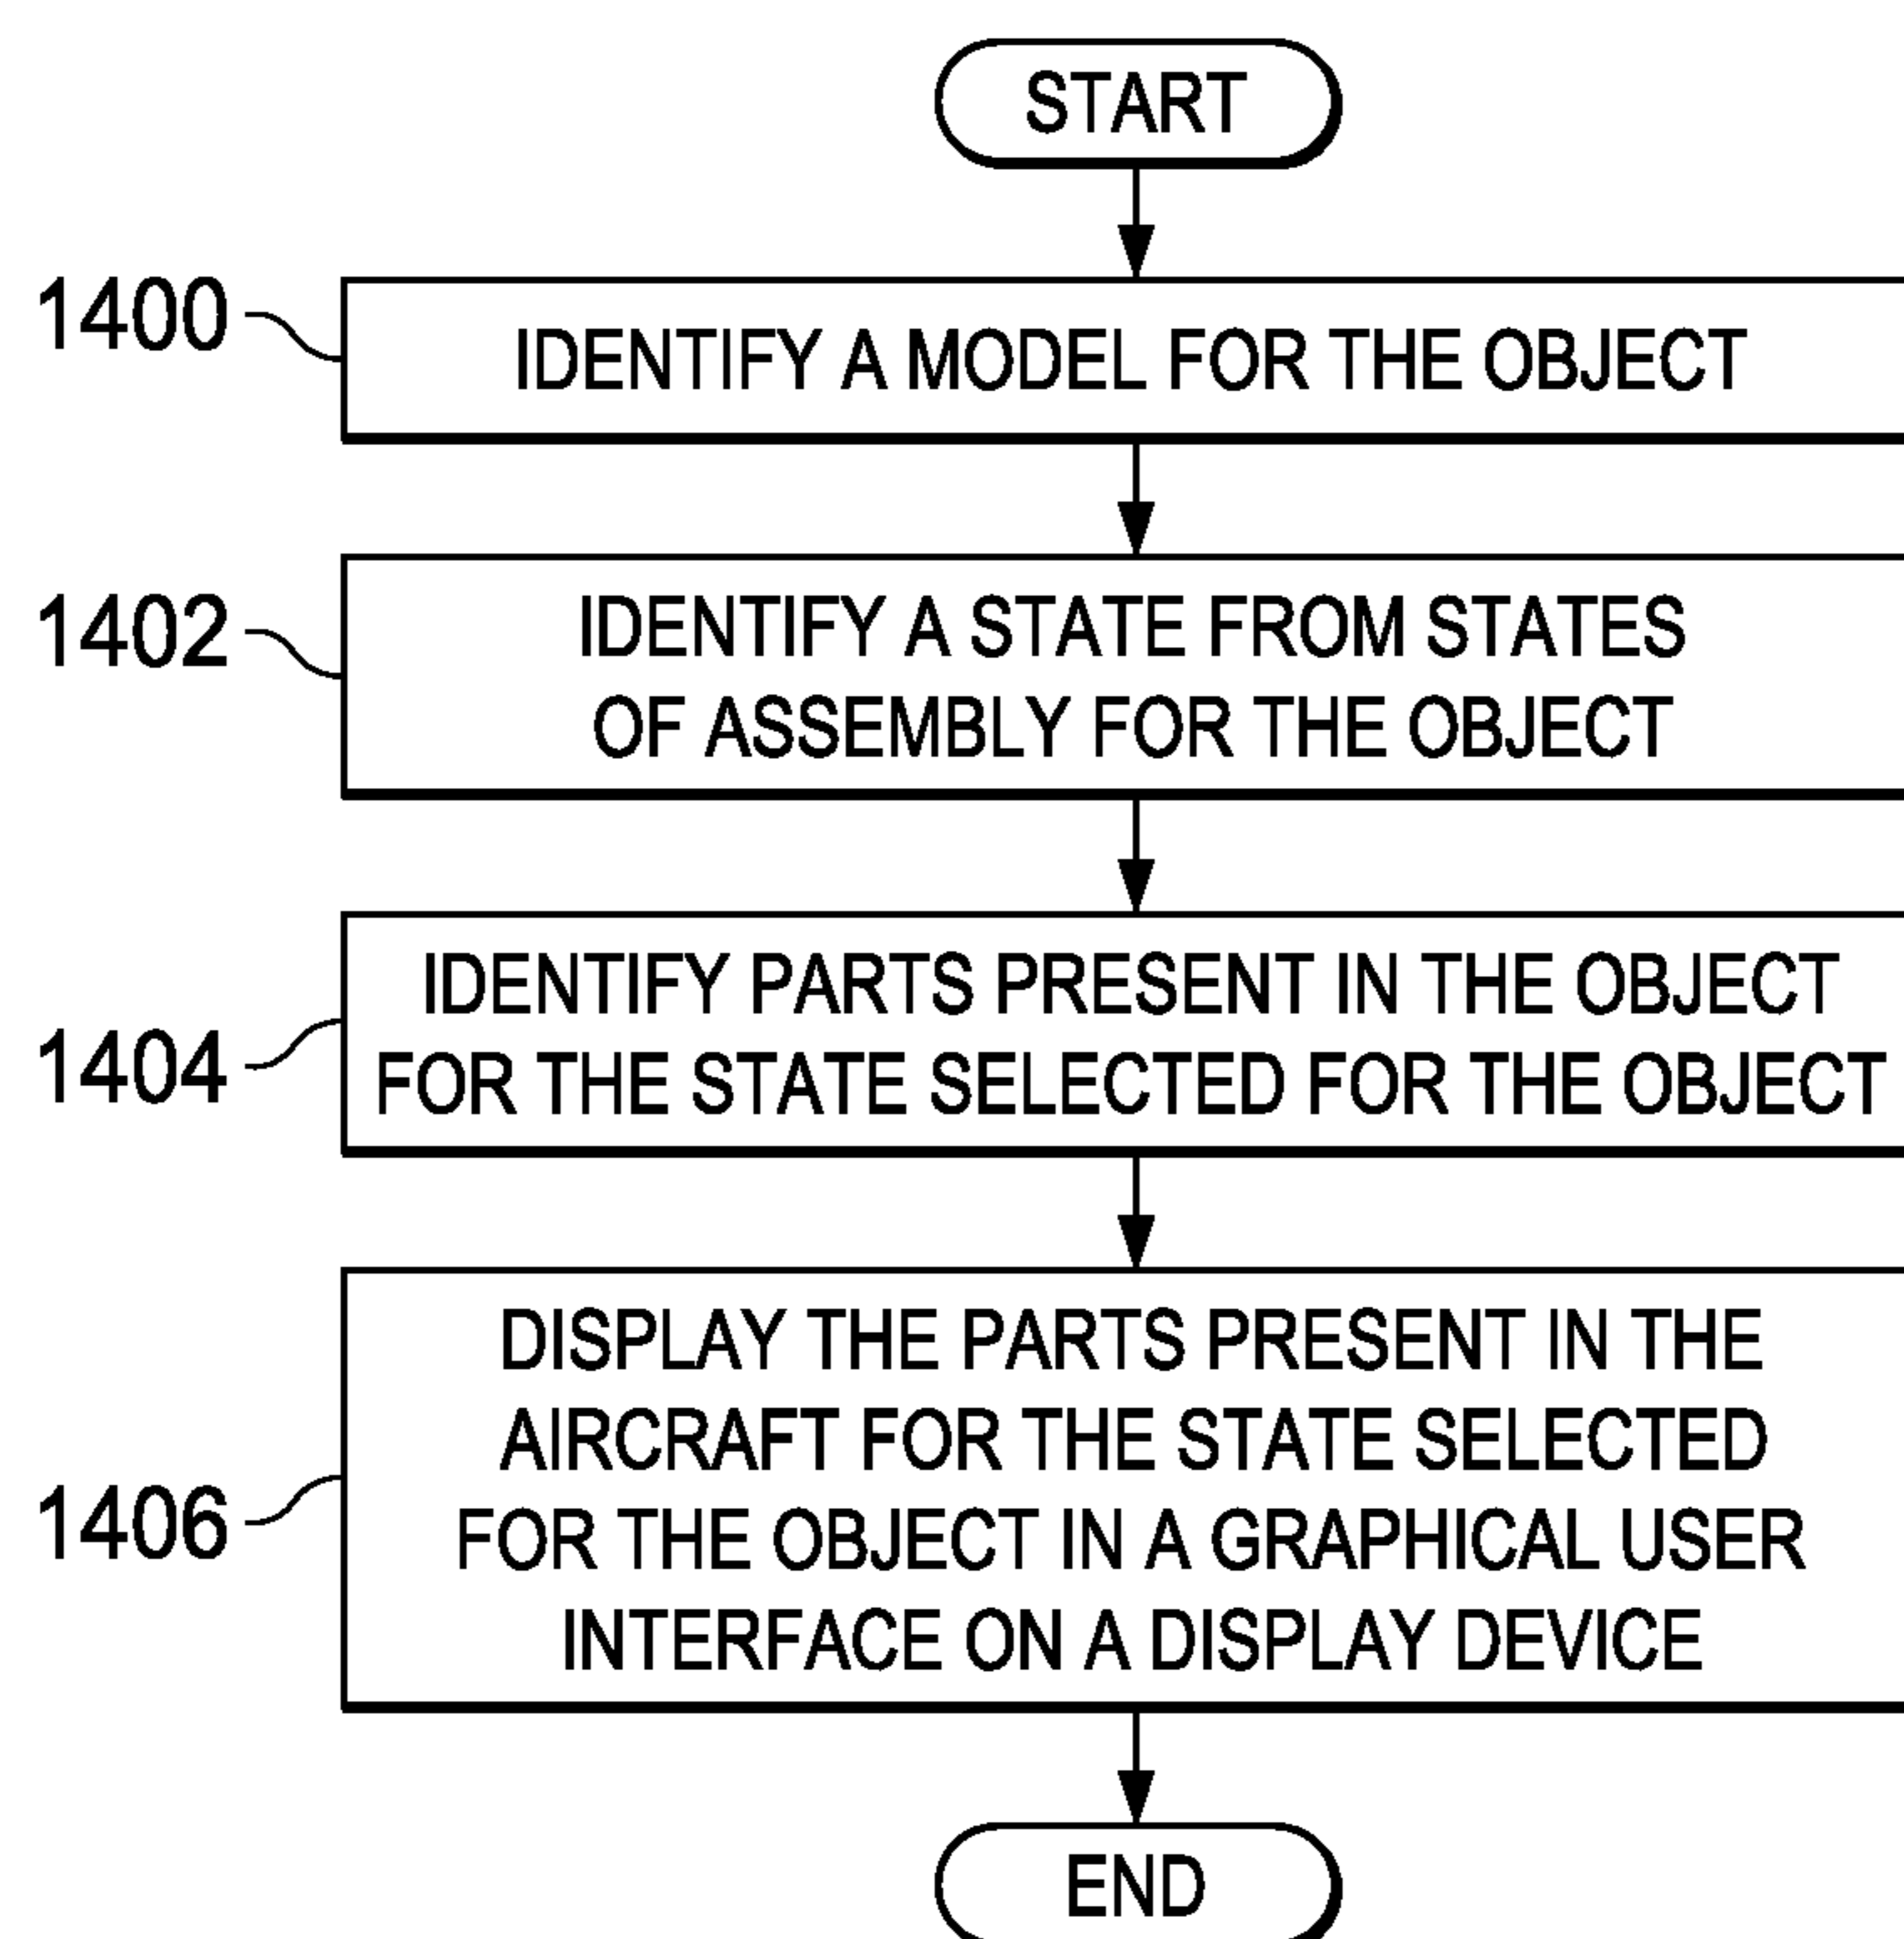 START
1400
IDENTIFY A MODEL FOR THE OBJECT
1402
IDENTIFY A STATE FROM STATES
OF ASSEMBLY FOR THE OBJECT
1404
IDENTIFY PARTS PRESENT IN THE OBJECT
FOR THE STATE SELECTED FOR THE OBJECT
1406
DISPLAY THE PARTS PRESENT IN THE
AIRCRAFT FOR THE STATE SELECTED
FOR THE OBJECT IN A GRAPHICAL USER
INTERFACE ON A DISPLAY DEVICE
END